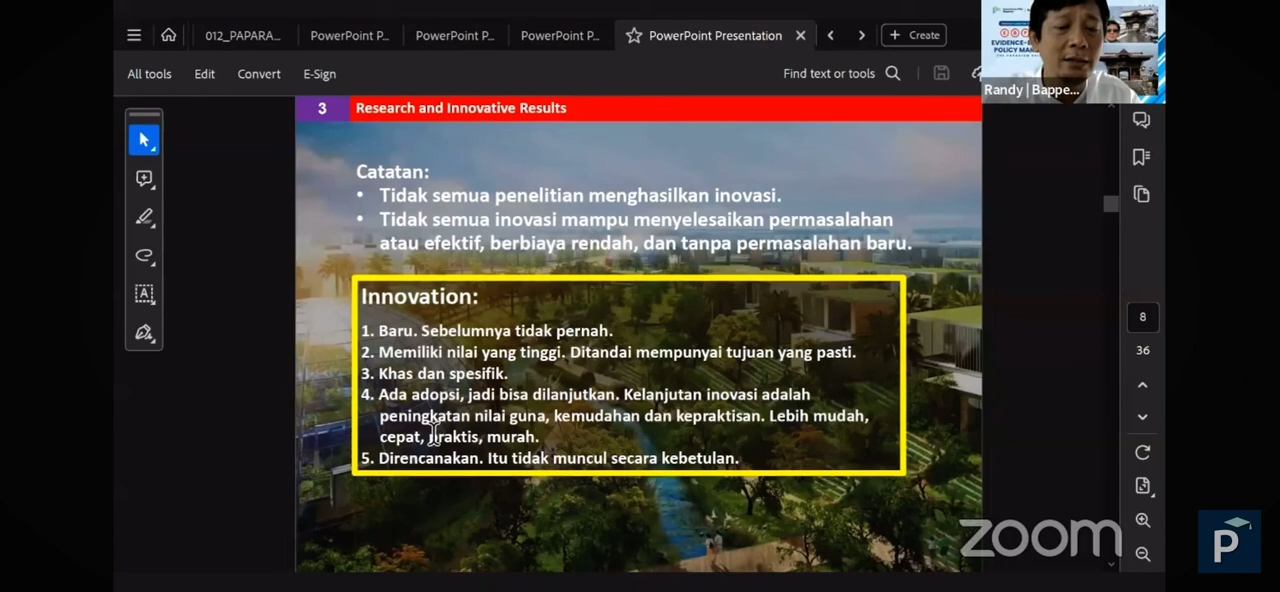 012_PAPARA...
PowerPoint P...
PowerPoint P...
PowerPoint P...
PowerPoint Presentation
Create
All tools
Edit
Convert
E-Sign
Find text or tools
EVIDENCE-
POLICY MA
Randy | Bappe...
3
Research and Innovative Results
Catatan:
• Tidak semua penelitian menghasilkan inovasi.
• Tidak semua inovasi mampu menyelesaikan permasalahan
atau efektif, berbiaya rendah, dan tanpa permasalahan baru.
Innovation:
1. Baru. Sebelumnya tidak pernah.
2. Memiliki nilai yang tinggi. Ditandai mempunyai tujuan yang pasti.
3. Khas dan spesifik.
4. Ada adopsi, jadi bisa dilanjutkan. Kelanjutan inovasi adalah
peningkatan nilai guna, kemudahan dan kepraktisan. Lebih mudah,
cepat, praktis, murah.
5. Direncanakan. Itu tidak muncul secara kebetulan.
8
36
zoom
P